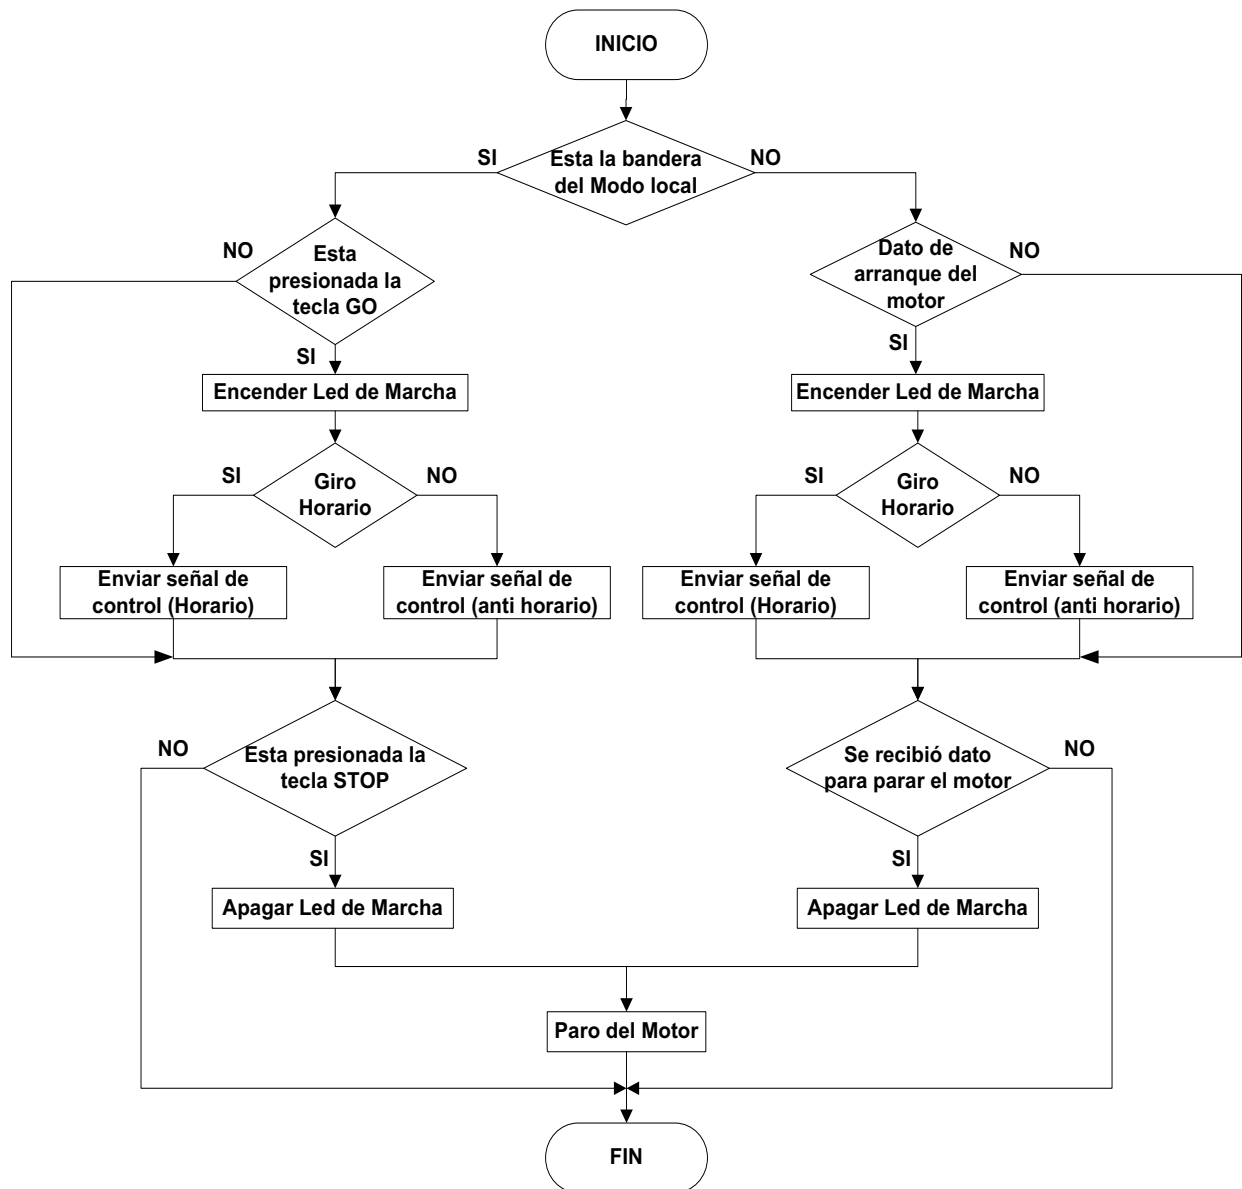 INICIO
SI
Esta la bandera
del Modo local
NO
NO
Esta
presionada la
tecla GO
SI
Dato de
arranque del
motor
NO
SI
Encender Led de Marcha
Encender Led de Marcha
SI
Giro
Horario
NO
SI
Giro
Horario
NO
Enviar señal de
control (Horario)
Enviar señal de
control (anti horario)
Enviar señal de
control (Horario)
Enviar señal de
control (anti horario)
NO
Esta presionada la
tecla STOP
SI
Se recibió dato
para parar el motor
NO
SI
Apagar Led de Marcha
Apagar Led de Marcha
Paro del Motor
FIN